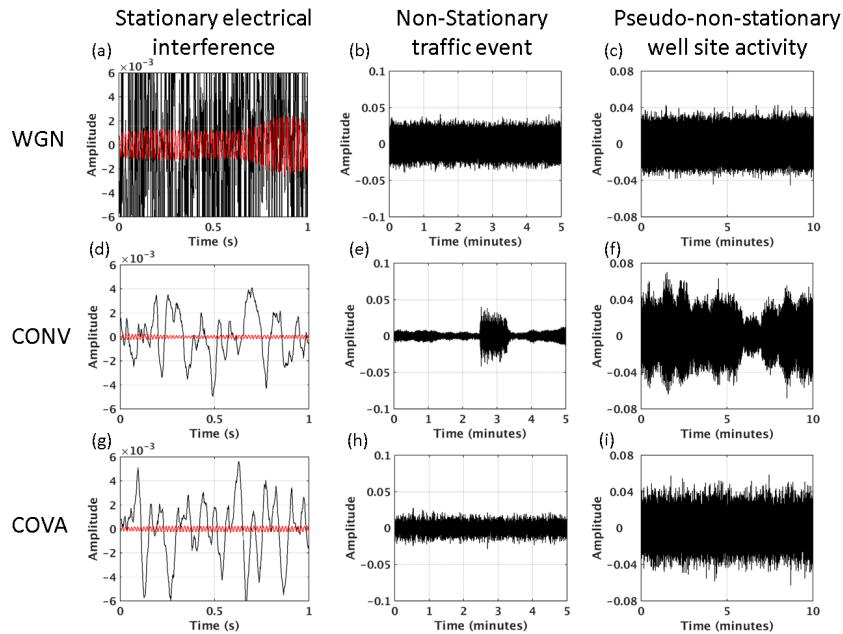 Stationary electrical
interference
Non-Stationary
traffic event
Pseudo-non-stationary
well site activity
WGN
(a)
×10⁻³
6
4
2
0
−2
−4
−6
Amplitude
0
0.5
1
Time (s)
(b)
0.1
0.05
0
−0.05
−0.1
Amplitude
0 1 2 3 4 5
Time (minutes)
(c)
0.08
0.04
0
−0.04
−0.08
Amplitude
0 5 10
Time (minutes)
CONV
(d)
×10⁻³
6
4
2
0
−2
−4
−6
Amplitude
0 0.5 1
Time (s)
(e)
0.1
0.05
0
−0.05
−0.1
Amplitude
0 1 2 3 4 5
Time (minutes)
(f)
0.08
0.04
0
−0.04
−0.08
Amplitude
0 5 10
Time (minutes)
COVA
(g)
×10⁻³
6
4
2
0
−2
−4
−6
Amplitude
0 0.5 1
Time (s)
(h)
0.1
0.05
0
−0.05
−0.1
Amplitude
0 1 2 3 4 5
Time (minutes)
(i)
0.08
0.04
0
−0.04
−0.08
Amplitude
0 5 10
Time (minutes)